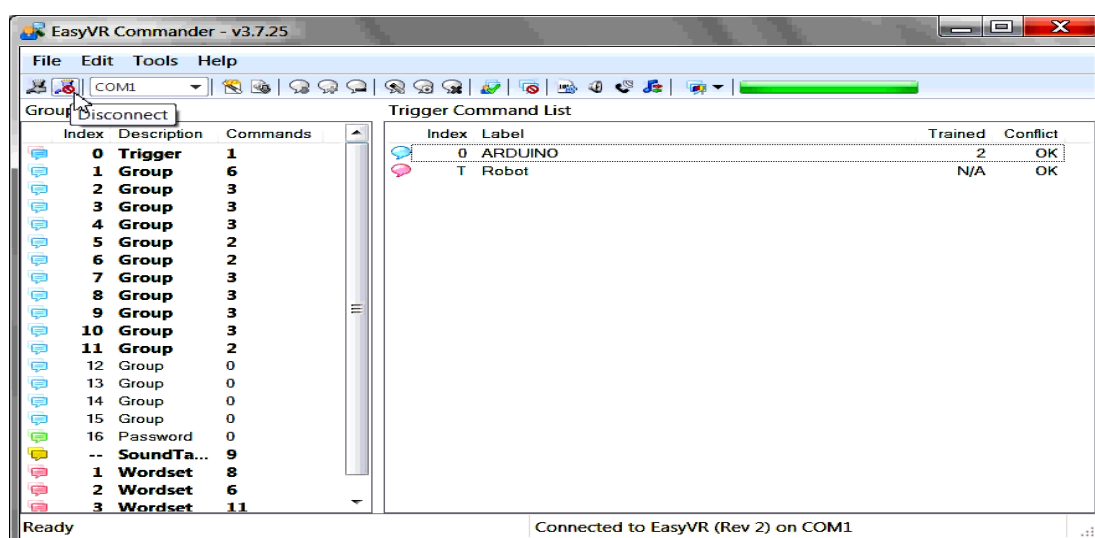 EasyVR Commander - v3.7.25
File Edit Tools Help
COM1
Disconnect
Trigger Command List
Index Description Commands
Index Label Trained Conflict
0 Trigger 1
0 ARDUINO 2 OK
1 Group 6
T Robot N/A OK
2 Group 3
3 Group 3
4 Group 3
5 Group 2
6 Group 2
7 Group 3
8 Group 3
9 Group 3
10 Group 3
11 Group 2
12 Group 0
13 Group 0
14 Group 0
15 Group 0
16 Password 0
-- SoundTa... 9
1 Wordset 8
2 Wordset 6
3 Wordset 11
Ready
Connected to EasyVR (Rev 2) on COM1